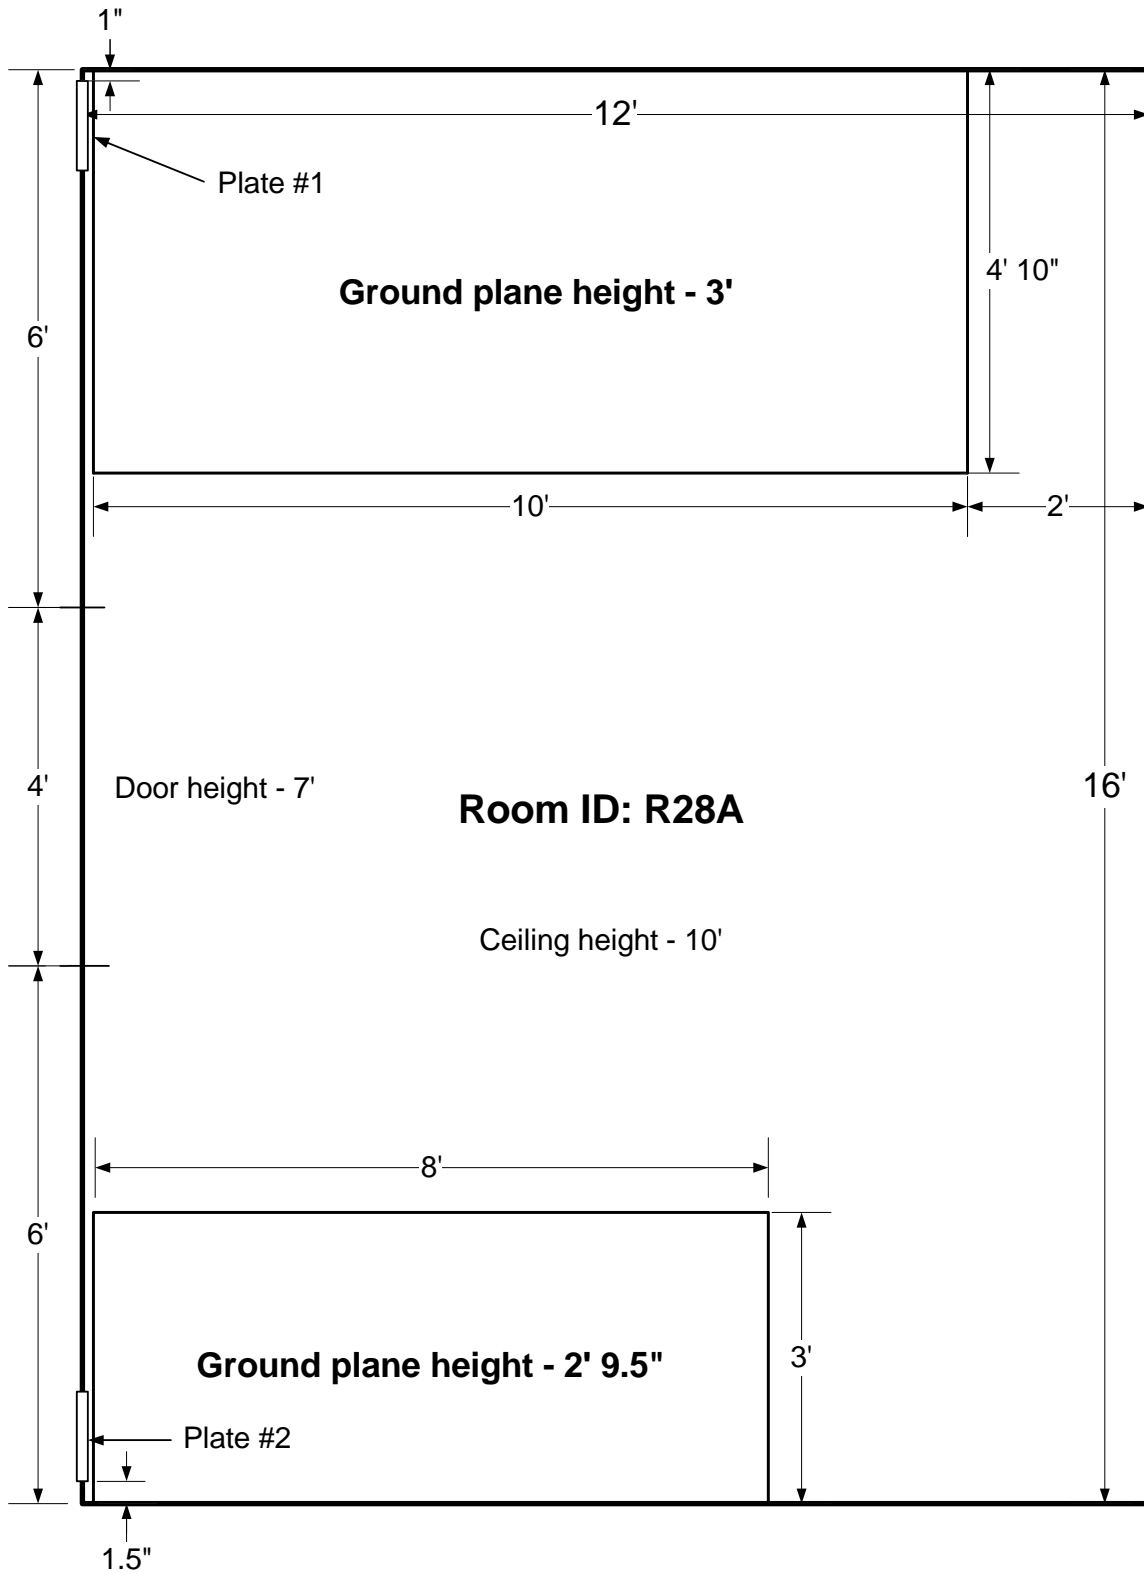 1"
12'
Plate #1
4' 10"
Ground plane height - 3'
6'
10'
2'
4'
Door height - 7'
16'
Room ID: R28A
Ceiling height - 10'
8'
6'
3'
Ground plane height - 2' 9.5"
Plate #2
1.5"